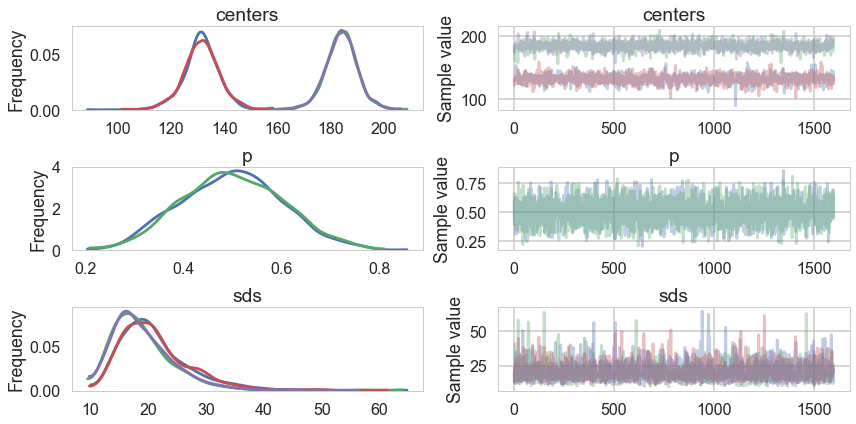 centers
Frequency
0.05
0.00
100 120 140 160 180 200
centers
Sample value
200
100
0 500 1000 1500
p
Frequency
4
2
0
0.2 0.4 0.6 0.8
p
Sample value
0.75
0.50
0.25
0 500 1000 1500
sds
Frequency
0.05
0.00
10 20 30 40 50 60
sds
Sample value
50
25
0 500 1000 1500